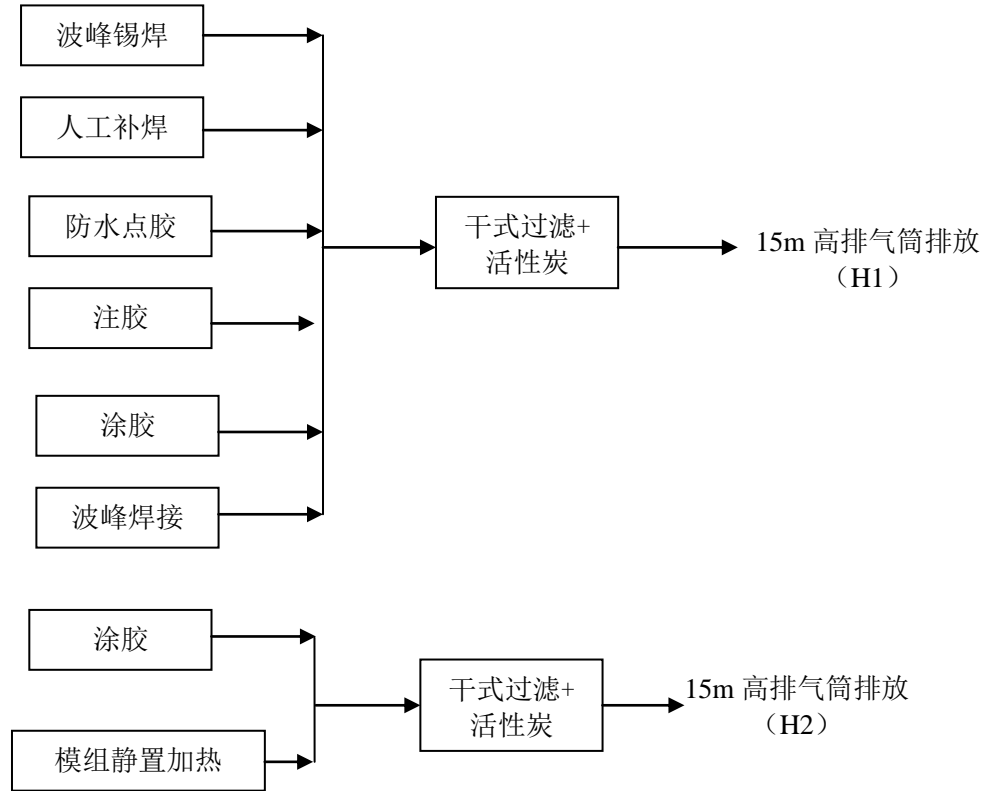 波峰锡焊
人工补焊
防水点胶
注胶
涂胶
波峰焊接
干式过滤+
活性炭
15m 高排气筒排放
（H1）
涂胶
模组静置加热
干式过滤+
活性炭
15m 高排气筒排放
（H2）